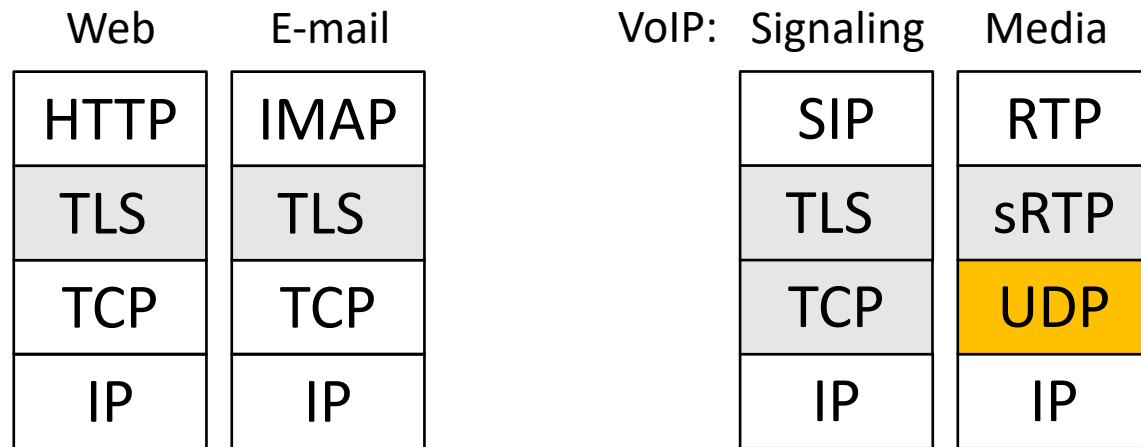 Web E-mail VoIP: Signaling Media
HTTP IMAP SIP RTP
TLS TLS TLS sRTP
TCP TCP TCP UDP
IP IP IP IP